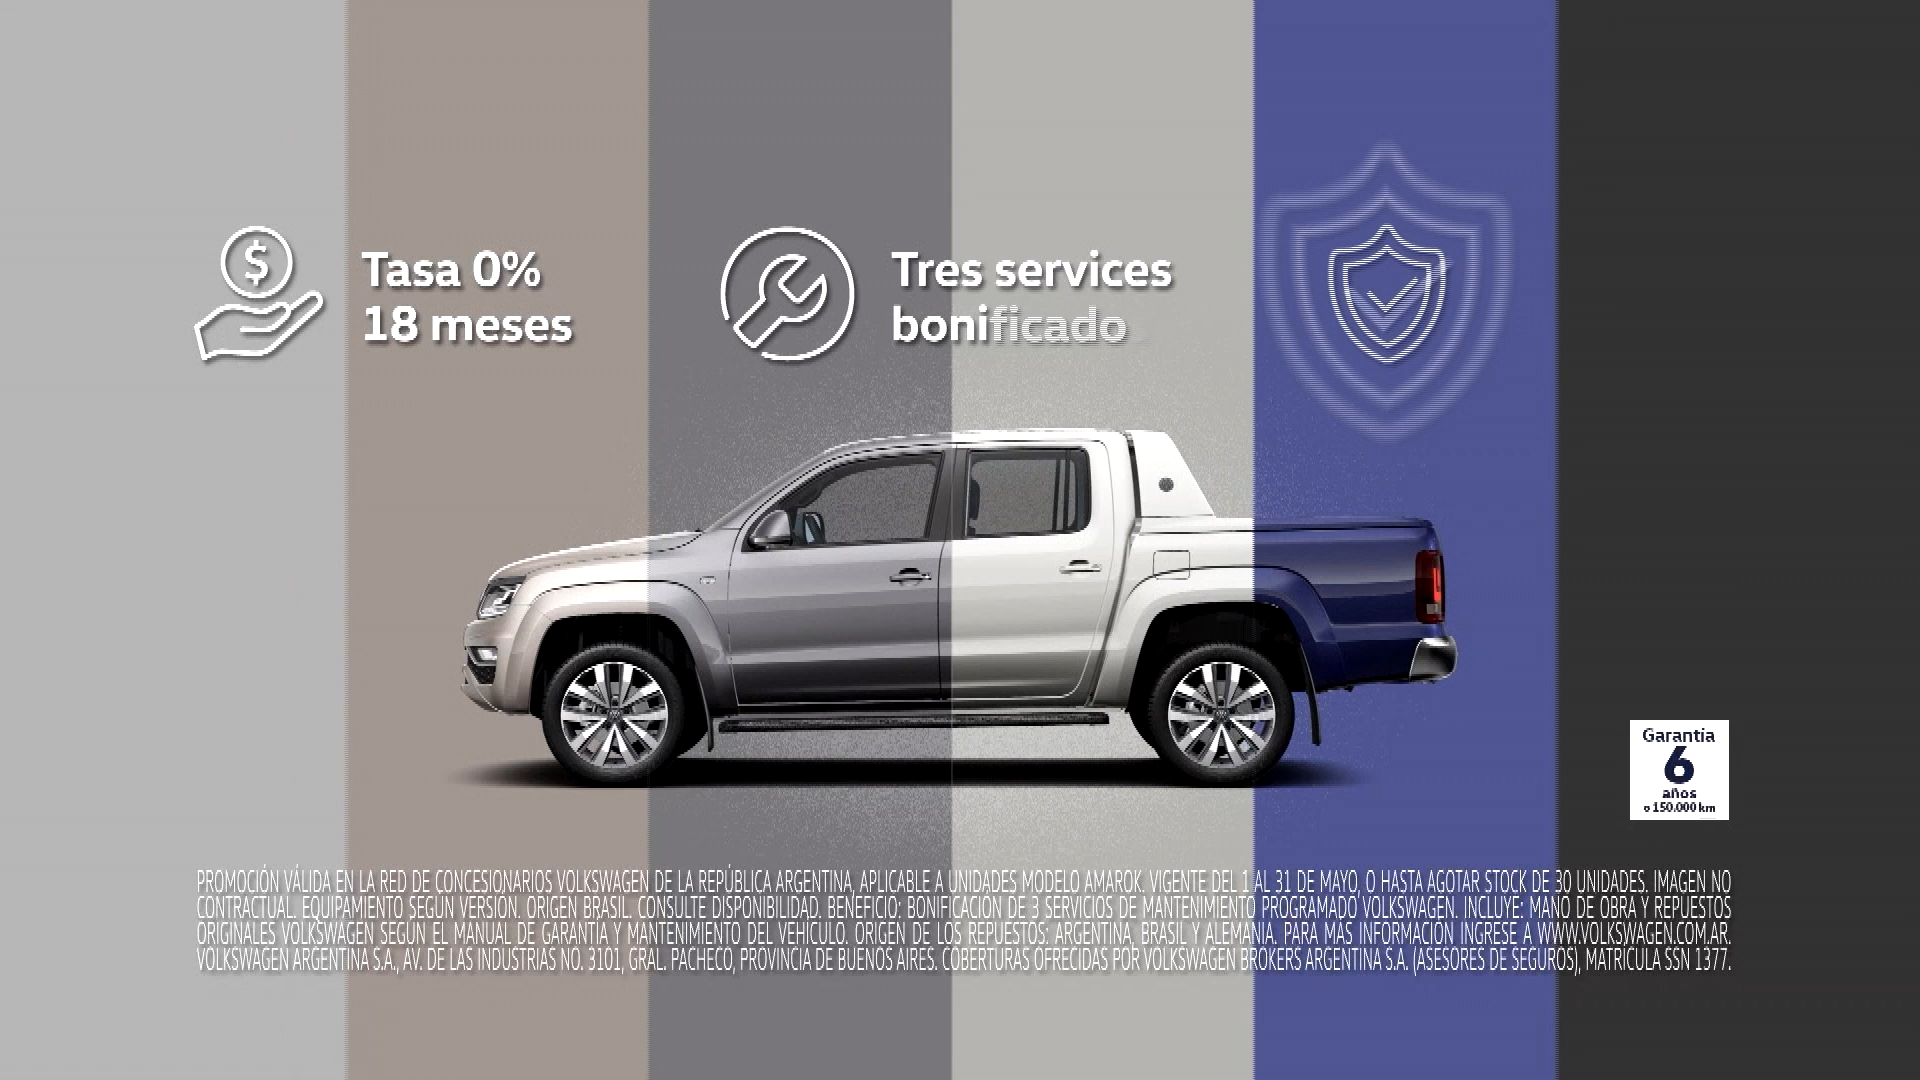 $
Tasa 0%
18 meses
Tres services
bonificado
Garantía
6
años
o 150.000 km
PROMOCIÓN VÁLIDA EN LA RED DE CONCESIONARIOS VOLKSWAGEN DE LA REPÚBLICA ARGENTINA, APLICABLE A UNIDADES MODELO AMAROK. VIGENTE DEL 1 AL 31 DE MAYO, O HASTA AGOTAR STOCK DE 30 UNIDADES. IMAGEN NO
CONTRACTUAL. EQUIPAMIENTO SEGÚN VERSIÓN. ORIGEN BRASIL. CONSULTE DISPONIBILIDAD. BENEFICIO: BONIFICACIÓN DE 3 SERVICIOS DE MANTENIMIENTO PROGRAMADO VOLKSWAGEN. INCLUYE: MANO DE OBRA Y REPUESTOS
ORIGINALES VOLKSWAGEN SEGÚN EL MANUAL DE GARANTÍA Y MANTENIMIENTO DEL VEHÍCULO. ORIGEN DE LOS REPUESTOS: ARGENTINA, BRASIL Y ALEMANIA. PARA MÁS INFORMACIÓN INGRESE A WWW.VOLKSWAGEN.COM.AR.
VOLKSWAGEN ARGENTINA S.A., AV. DE LAS INDUSTRIAS NO. 3101, GRAL. PACHECO, PROVINCIA DE BUENOS AIRES. COBERTURAS OFRECIDAS POR VOLKSWAGEN BROKERS ARGENTINA S.A. (ASESORES DE SEGUROS), MATRÍCULA SSN 1377.